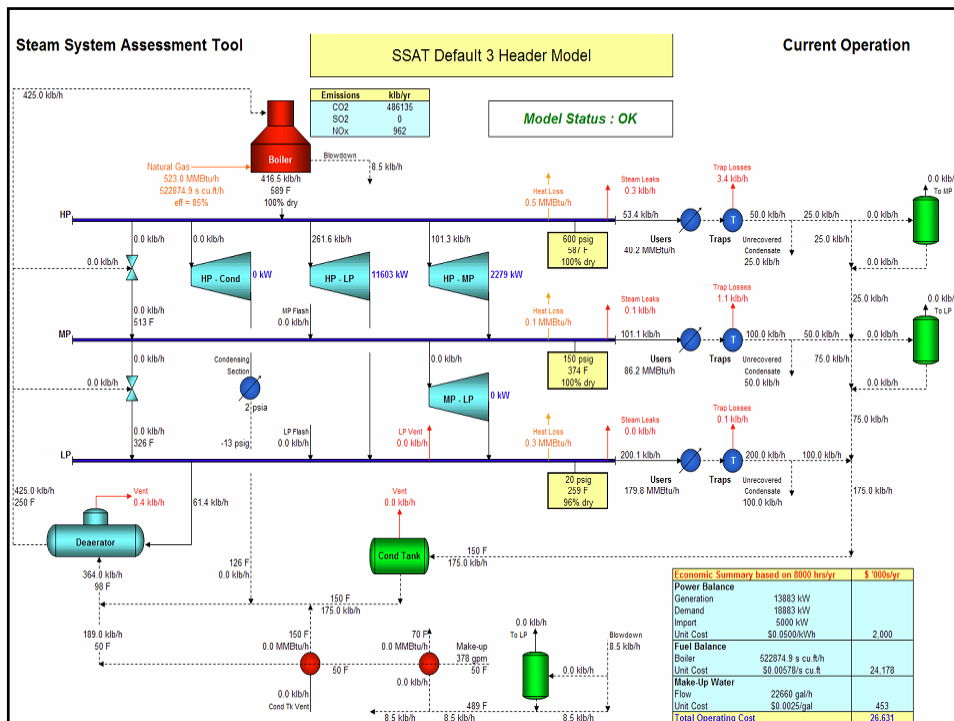 Steam System Assessment Tool
SSAT Default 3 Header Model
Current Operation
425.0 klb/h
Emissions klb/yr
CO2 486135
SO2 0
NOx 962
Model Status : OK
Boiler
Blowdown
8.5 klb/h
Natural Gas
523.0 MMBtu/h
522874.9 s cu.ft/h
eff = 85%
416.5 klb/h
589 F
100% dry
Heat Loss
0.5 MMBtu/h
Steam Leaks
0.3 klb/h
Trap Losses
3.4 klb/h
0.0 klb/
To MP
HP
53.4 klb/h
T
50.0 klb/h
25.0 klb/h
0.0 klb/h
0.0 klb/h
0.0 klb/h
261.6 klb/h
101.3 klb/h
600 psig
587 F
100% dry
Users
40.2 MMBtu/h
Traps
Unrecovered
Condensate
25.0 klb/h
25.0 klb/h
0.0 klb/h
0.0 klb/h
HP - Cond
0 kW
HP - LP
11603 kW
HP - MP
2279 kW
0.0 klb/h
513 F
MP Flash
0.0 klb/h
Heat Loss
0.1 MMBtu/h
Steam Leaks
0.1 klb/h
Trap Losses
1.1 klb/h
25.0 klb/h
0.0 klb/
To LP
MP
101.1 klb/h
T
100.0 klb/h
50.0 klb/h
0.0 klb/h
0.0 klb/h
0.0 klb/h
Condensing
Section
2 psia
0.0 klb/h
MP - LP
0 kW
150 psig
374 F
100% dry
Users
86.2 MMBtu/h
Traps
Unrecovered
Condensate
50.0 klb/h
75.0 klb/h
0.0 klb/h
0.0 klb/h
326 F
-13 psig
LP Flash
0.0 klb/h
LP Vent
0.0 klb/h
Heat Loss
0.3 MMBtu/h
Steam Leaks
0.0 klb/h
Trap Losses
0.1 klb/h
75.0 klb/h
LP
200.1 klb/h
T
200.0 klb/h
100.0 klb/h
20 psig
259 F
96% dry
Users
179.8 MMBtu/h
Traps
Unrecovered
Condensate
100.0 klb/h
175.0 klb/h
425.0 klb/h
250 F
Vent
0.4 klb/h
61.4 klb/h
Deaerator
Vent
0.0 klb/h
Cond Tank
150 F
175.0 klb/h
364.0 klb/h
98 F
126 F
0.0 klb/h
150 F
175.0 klb/h
189.0 klb/h
50 F
150 F
0.0 MMBtu/h
70 F
0.0 MMBtu/h
Make-up
378 gpm
50 F
50 F
0.0 klb/h
Cond Tk Vent
0.0 klb/h
0.0 klb/h
To LP
Blowdown
8.5 klb/h
0.0 klb/h
489 F
8.5 klb/h
8.5 klb/h
8.5 klb/h
Economic Summary based on 8000 hrs/yr $ '000s/yr
Power Balance
Generation 13883 kW
Demand 18883 kW
Import 5000 kW
Unit Cost $0.0500/kWh 2,000
Fuel Balance
Boiler 522874.9 s cu.ft/h
Unit Cost $0.00578/s cu.ft 24,178
Make-Up Water
Flow 22660 gal/h
Unit Cost $0.0025/gal 453
Total Operating Cost 26,631